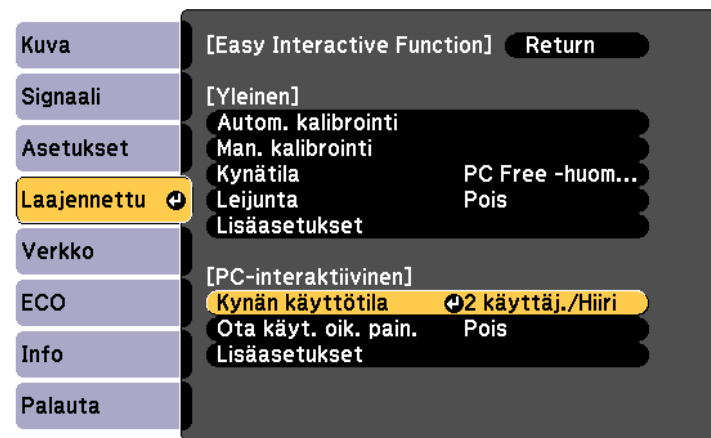 Kuva
Signaali
Asetukset
Laajennettu
Verkko
ECO
Info
Palauta
[Easy Interactive Function] Return
[Yleinen]
Autom. kalibrointi
Man. kalibrointi
Kynätila PC Free -huom...
Leijunta Pois
Lisäasetukset
[PC-interaktiivinen]
Kynän käyttötila 2 käyttäj./Hiiri
Ota käyt. oik. pain. Pois
Lisäasetukset